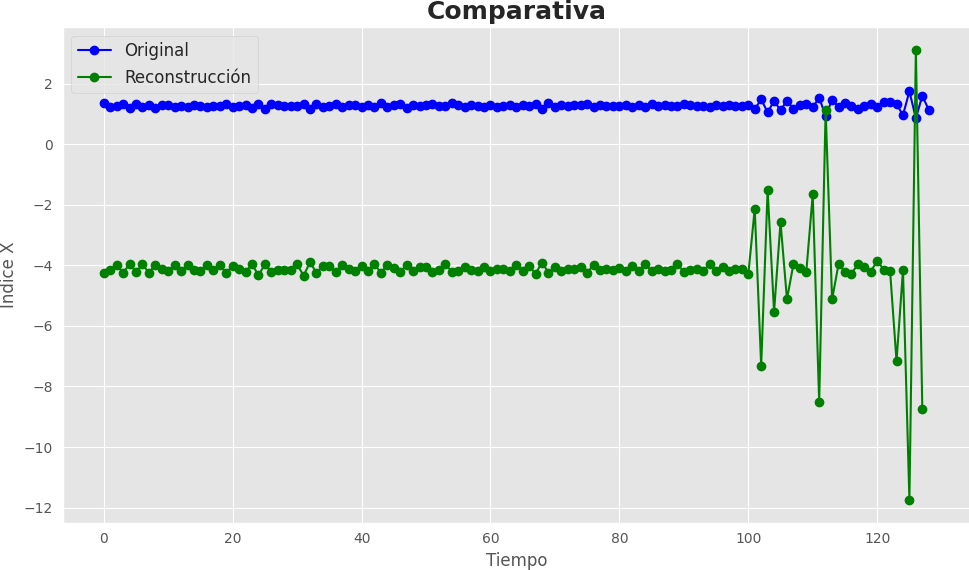 Comparativa
Original
Reconstrucción
2
0
−2
−4
−6
−8
−10
−12
Indice X
0 20 40 60 80 100 120
Tiempo